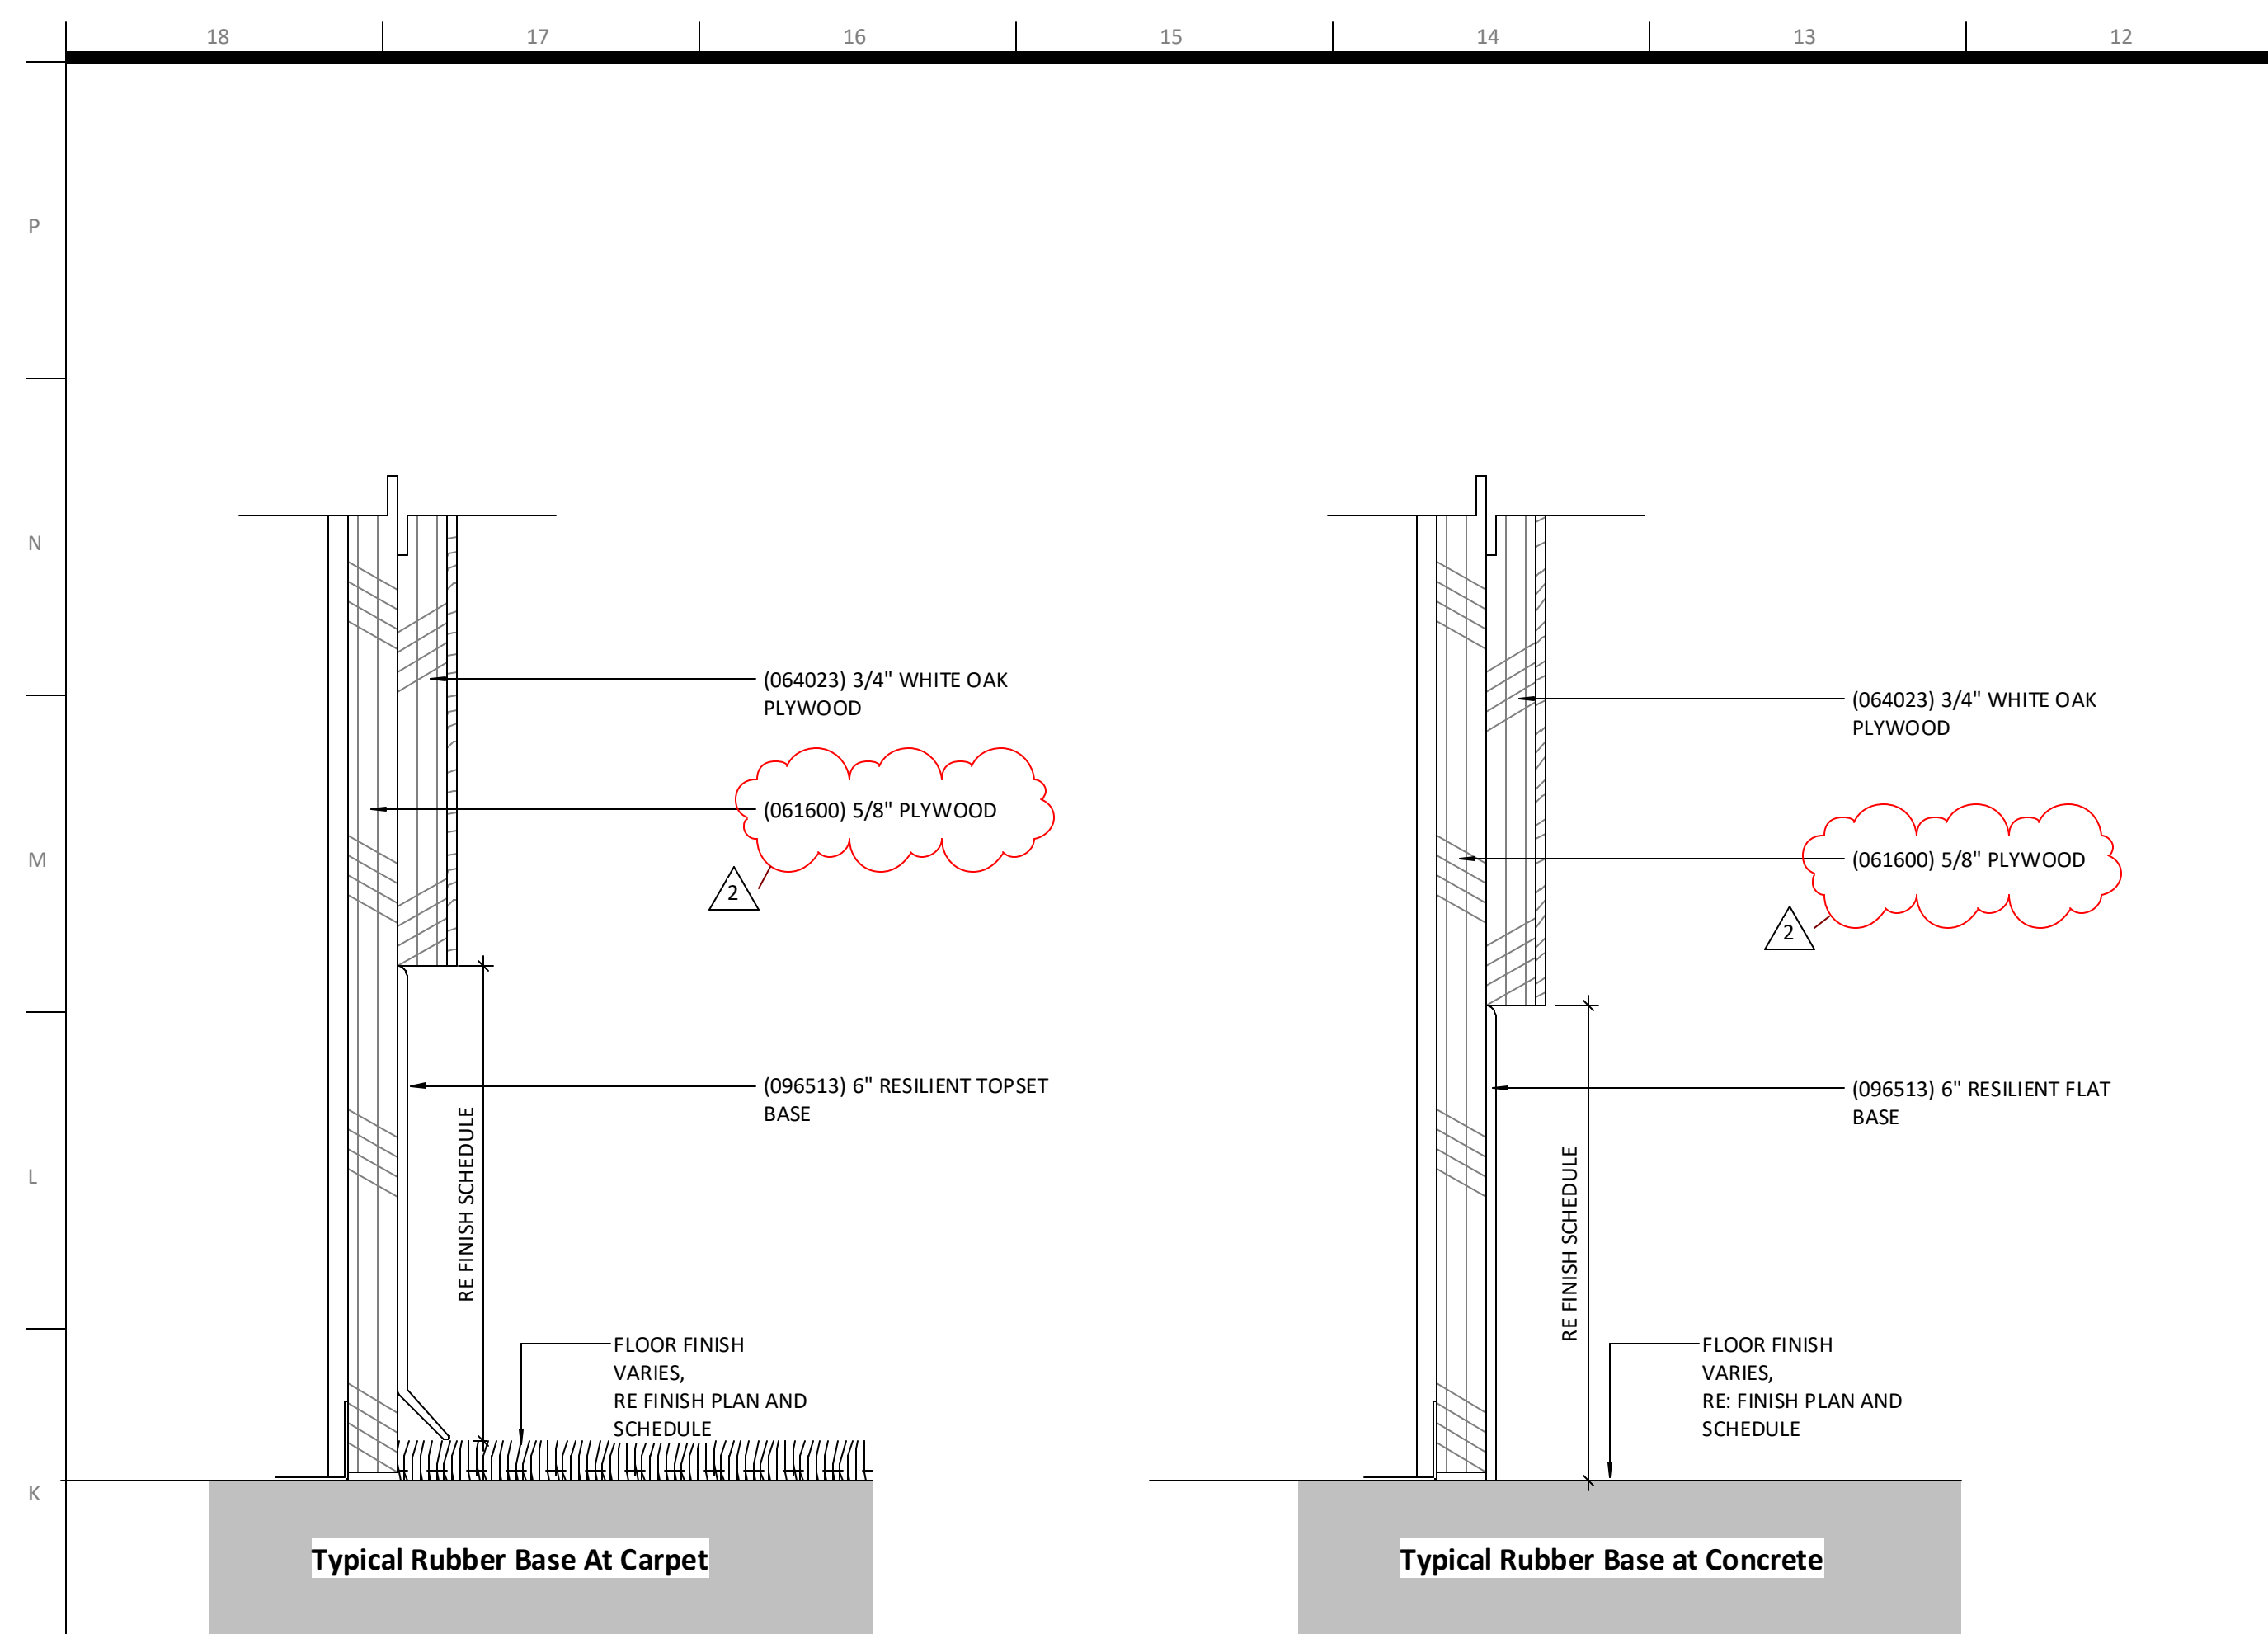 18
17
16
15
14
13
12
P
N
M
L
K
(064023) 3/4" WHITE OAK
PLYWOOD
(061600) 5/8" PLYWOOD
2
(096513) 6" RESILIENT TOPSET
BASE
RE FINISH SCHEDULE
FLOOR FINISH
VARIES,
RE FINISH PLAN AND
SCHEDULE
Typical Rubber Base At Carpet
(064023) 3/4" WHITE OAK
PLYWOOD
(061600) 5/8" PLYWOOD
2
(096513) 6" RESILIENT FLAT
BASE
RE FINISH SCHEDULE
FLOOR FINISH
VARIES,
RE: FINISH PLAN AND
SCHEDULE
Typical Rubber Base at Concrete